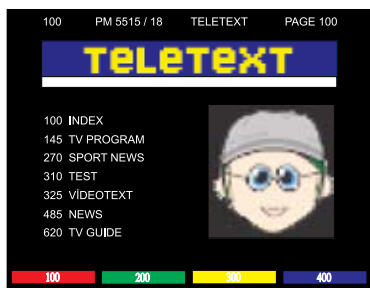 100 PM 5515 / 18 TELETEXT PAGE 100
TELETEXT
100 INDEX
145 TV PROGRAM
270 SPORT NEWS
310 TEST
325 VİDEOTEXT
485 NEWS
620 TV GUIDE
100 200 300 400